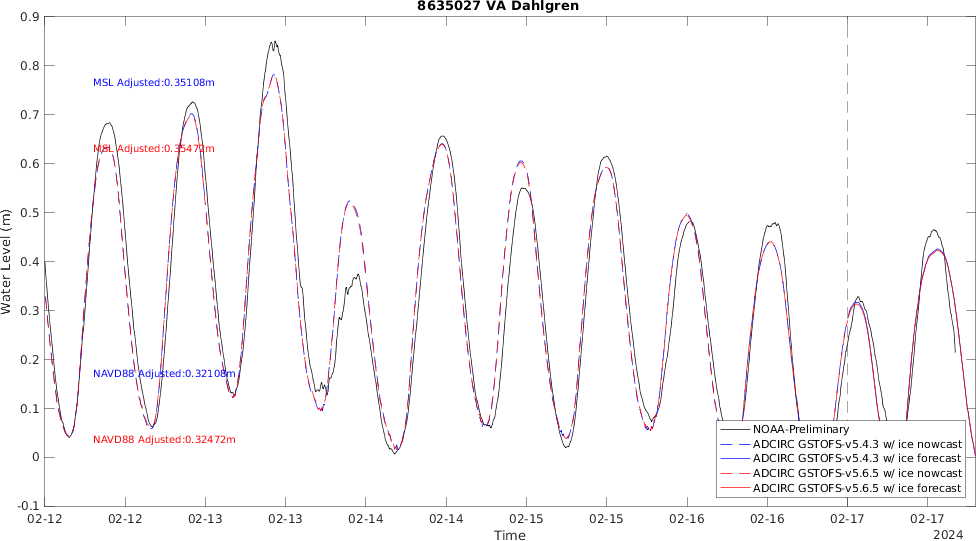 8635027 VA Dahlgren
0.9
0.8
0.7
0.6
0.5
0.4
0.3
0.2
0.1
0
-0.1
Water Level (m)
MSL Adjusted:0.35108m
MSL Adjusted:0.35472m
NAVD88 Adjusted:0.32108m
NAVD88 Adjusted:0.32472m
NOAA-Preliminary
ADCIRC GSTOFS-v5.4.3 w/ ice nowcast
ADCIRC GSTOFS-v5.4.3 w/ ice forecast
ADCIRC GSTOFS-v5.6.5 w/ ice nowcast
ADCIRC GSTOFS-v5.6.5 w/ ice forecast
02-12 02-12 02-13 02-13 02-14 02-14 02-15 02-15 02-16 02-16 02-17 02-17
2024
Time